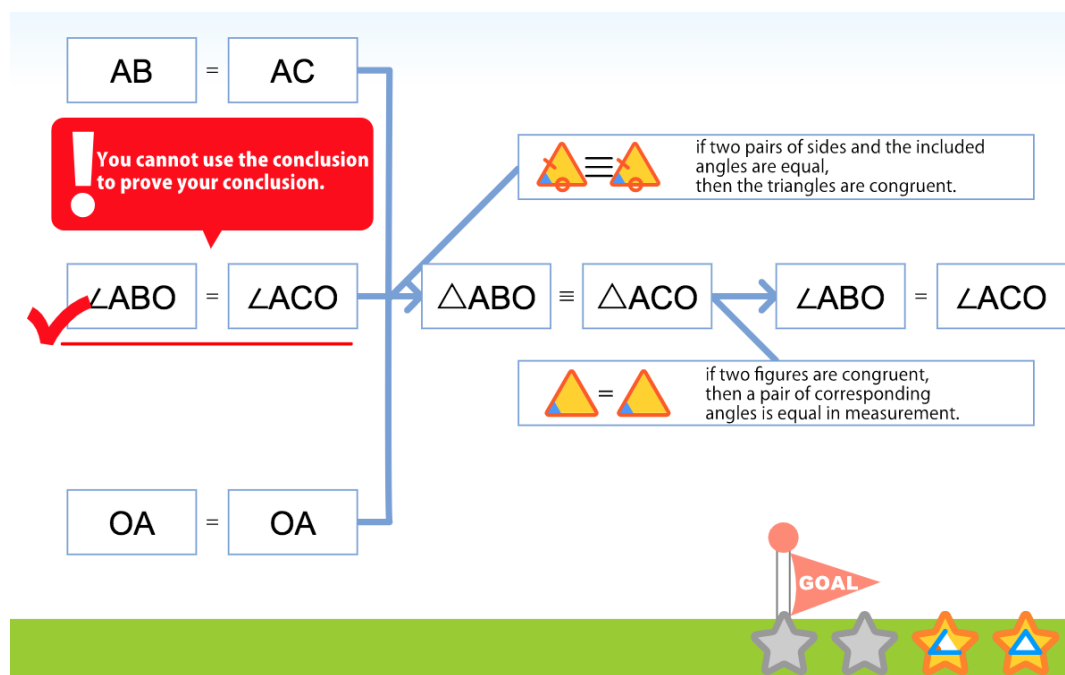 AB = AC
! You cannot use the conclusion
to prove your conclusion.
if two pairs of sides and the included
angles are equal,
then the triangles are congruent.
≡
∠ABO = ∠ACO
△ABO ≡ △ACO
∠ABO = ∠ACO
if two figures are congruent,
then a pair of corresponding
angles is equal in measurement.
=
OA = OA
GOAL